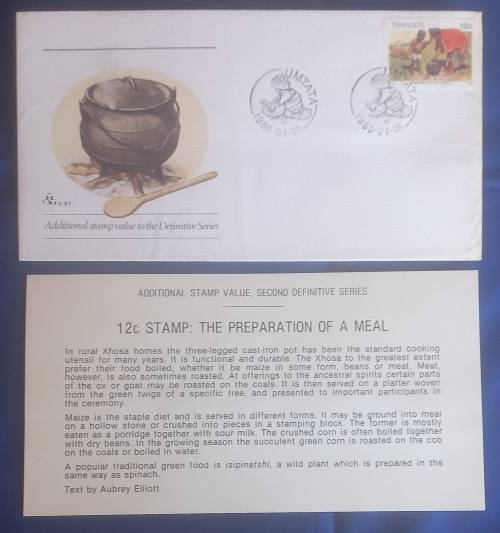 TRANSKEI 12c
UMTATA
1985-04-01
UMTATA
1985-04-01
Additional stamp value to the Definitive Series
ADDITIONAL STAMP VALUE, SECOND DEFINITIVE SERIES
12c STAMP: THE PREPARATION OF A MEAL
In rural Xhosa homes the three-legged cast-iron pot has been the standard cooking
utensil for many years. It is functional and durable. The Xhosa to the greatest extent
prefer their food boiled, whether it be maize in some form, beans or meat. Meat,
however, is also sometimes roasted. At offerings to the ancestral spirits certain parts
of the ox or goat may be roasted on the coals. It is then served on a platter woven
from the green twigs of a specific tree, and presented to important participants in
the ceremony.
Maize is the staple diet and is served in different forms. It may be ground into meal
on a hollow stone or crushed into pieces in a stamping block. The former is mostly
eaten as a porridge together with sour milk. The crushed corn is often boiled together
with dry beans. In the growing season the succulent green corn is roasted on the cob
on the coals or boiled in water.
A popular traditional green food is isipinatshi, a wild plant which is prepared in the
same way as spinach.
Text by Aubrey Elliott